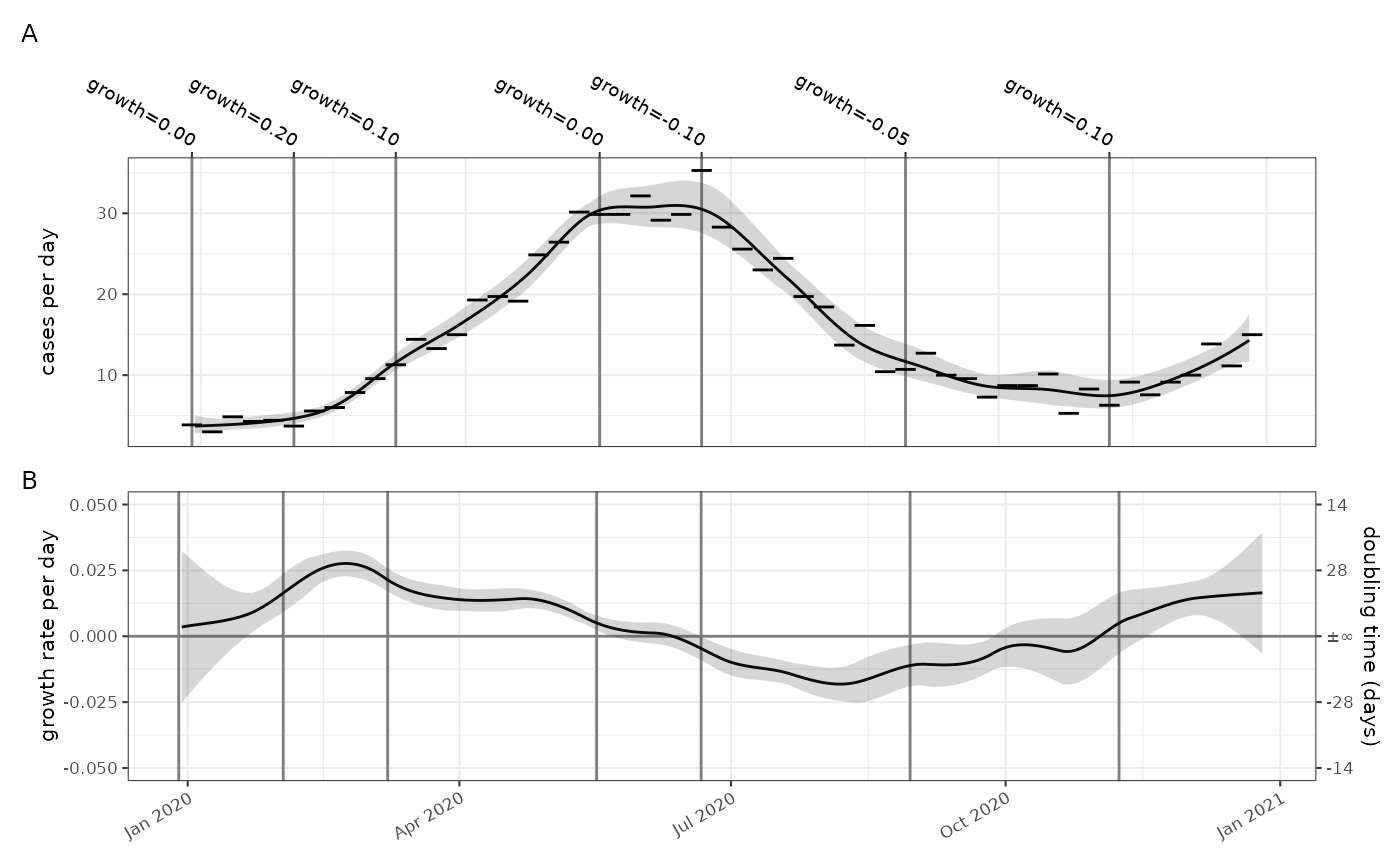 A
growth=0.00
growth=0.20
growth=0.10
growth=0.00
growth=-0.10
growth=-0.05
growth=0.10
cases per day
30
20
10
B
growth rate per day
0.050
0.025
0.000
-0.025
-0.050
14
28
±∞
-28
-14
doubling time (days)
Jan 2020
Apr 2020
Jul 2020
Oct 2020
Jan 2021